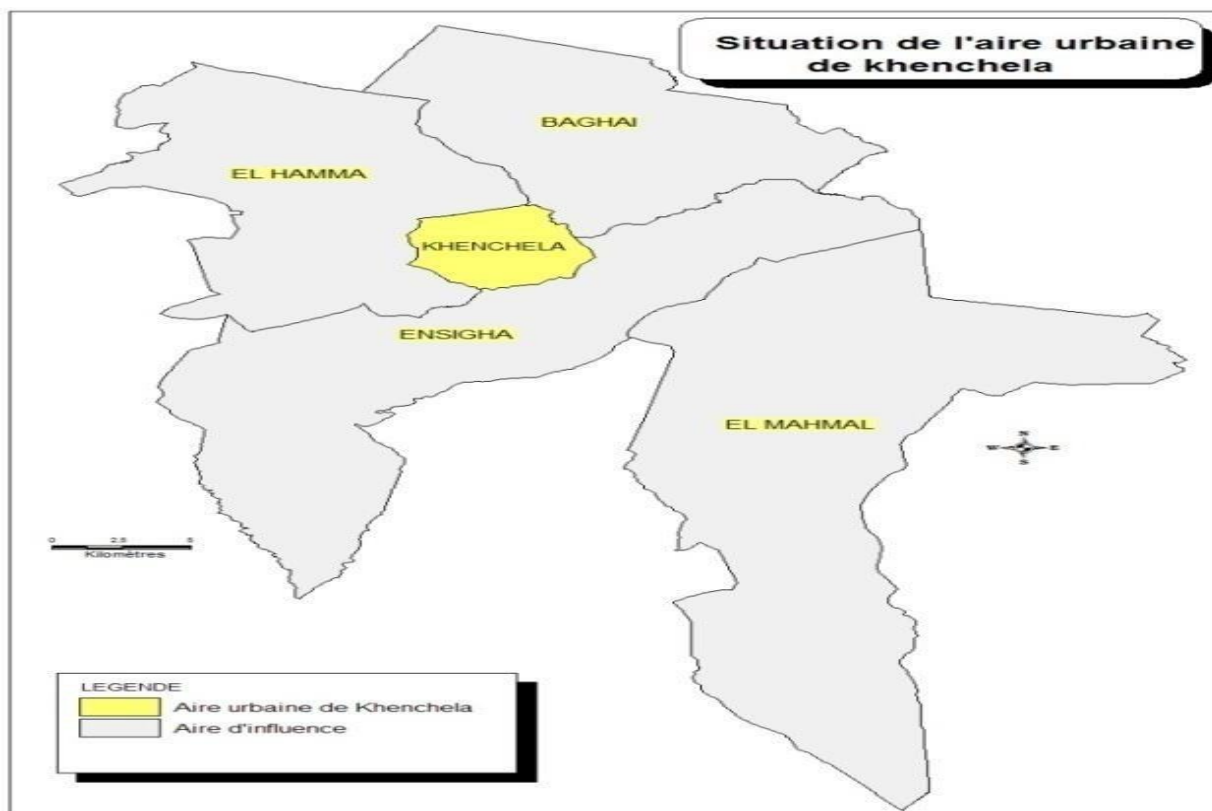 Situation de l'aire urbaine
de khenchela
BAGHAI
EL HAMMA
KHENCHELA
ENSIGHA
EL MAHMAL
N
W E
S
0 2,5 5
Kilomètres
LEGENDE
Aire urbaine de Khenchela
Aire d'influence